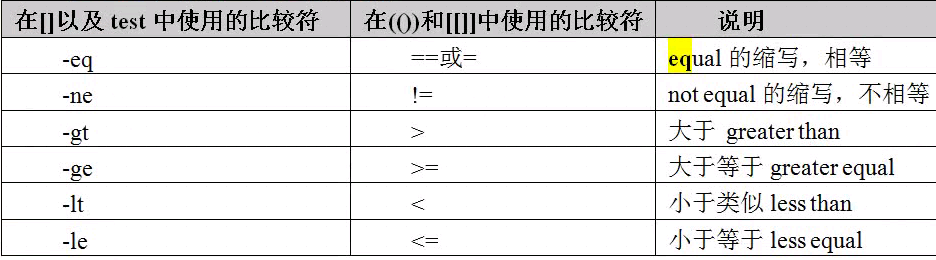 在[]以及 test 中使用的比较符 在(())和[[]]中使用的比较符 说明
-eq ==或= equal 的缩写，相等
-ne != not equal 的缩写，不相等
-gt > 大于 greater than
-ge >= 大于等于 greater equal
-lt < 小于类似 less than
-le <= 小于等于 less equal